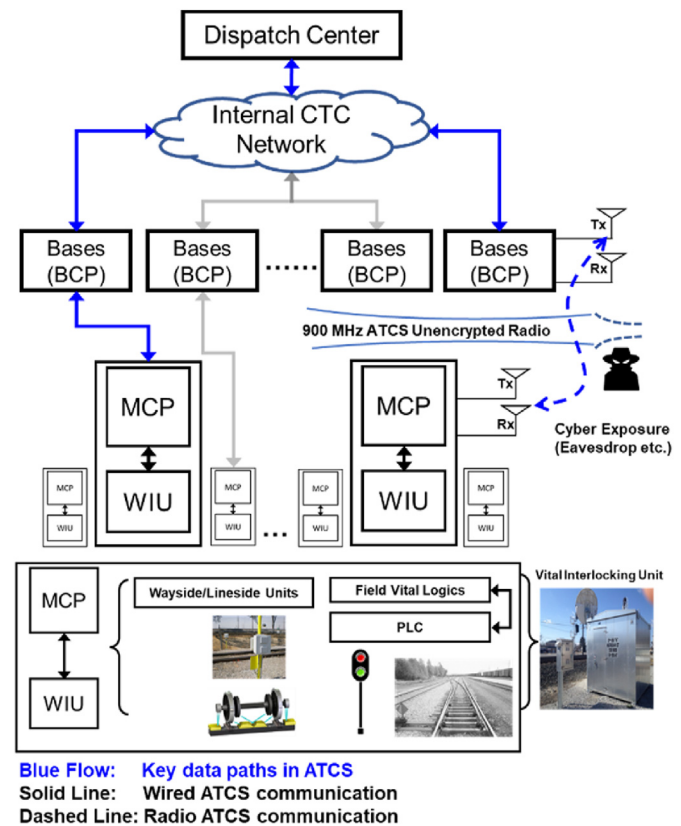 Dispatch Center
Internal CTC
Network
Bases
(BCP)
Bases
(BCP)
Bases
(BCP)
Bases
(BCP)
Tx
Rx
900 MHz ATCS Unencrypted Radio
MCP
WIU
MCP
WIU
Tx
Rx
Cyber Exposure
(Eavesdrop etc.)
MCP
WIU
MCP
WIU
MCP
WIU
MCP
WIU
MCP
WIU
Wayside/Lineside Units
Field Vital Logics
PLC
Vital Interlocking Unit
Blue Flow: Key data paths in ATCS
Solid Line: Wired ATCS communication
Dashed Line: Radio ATCS communication